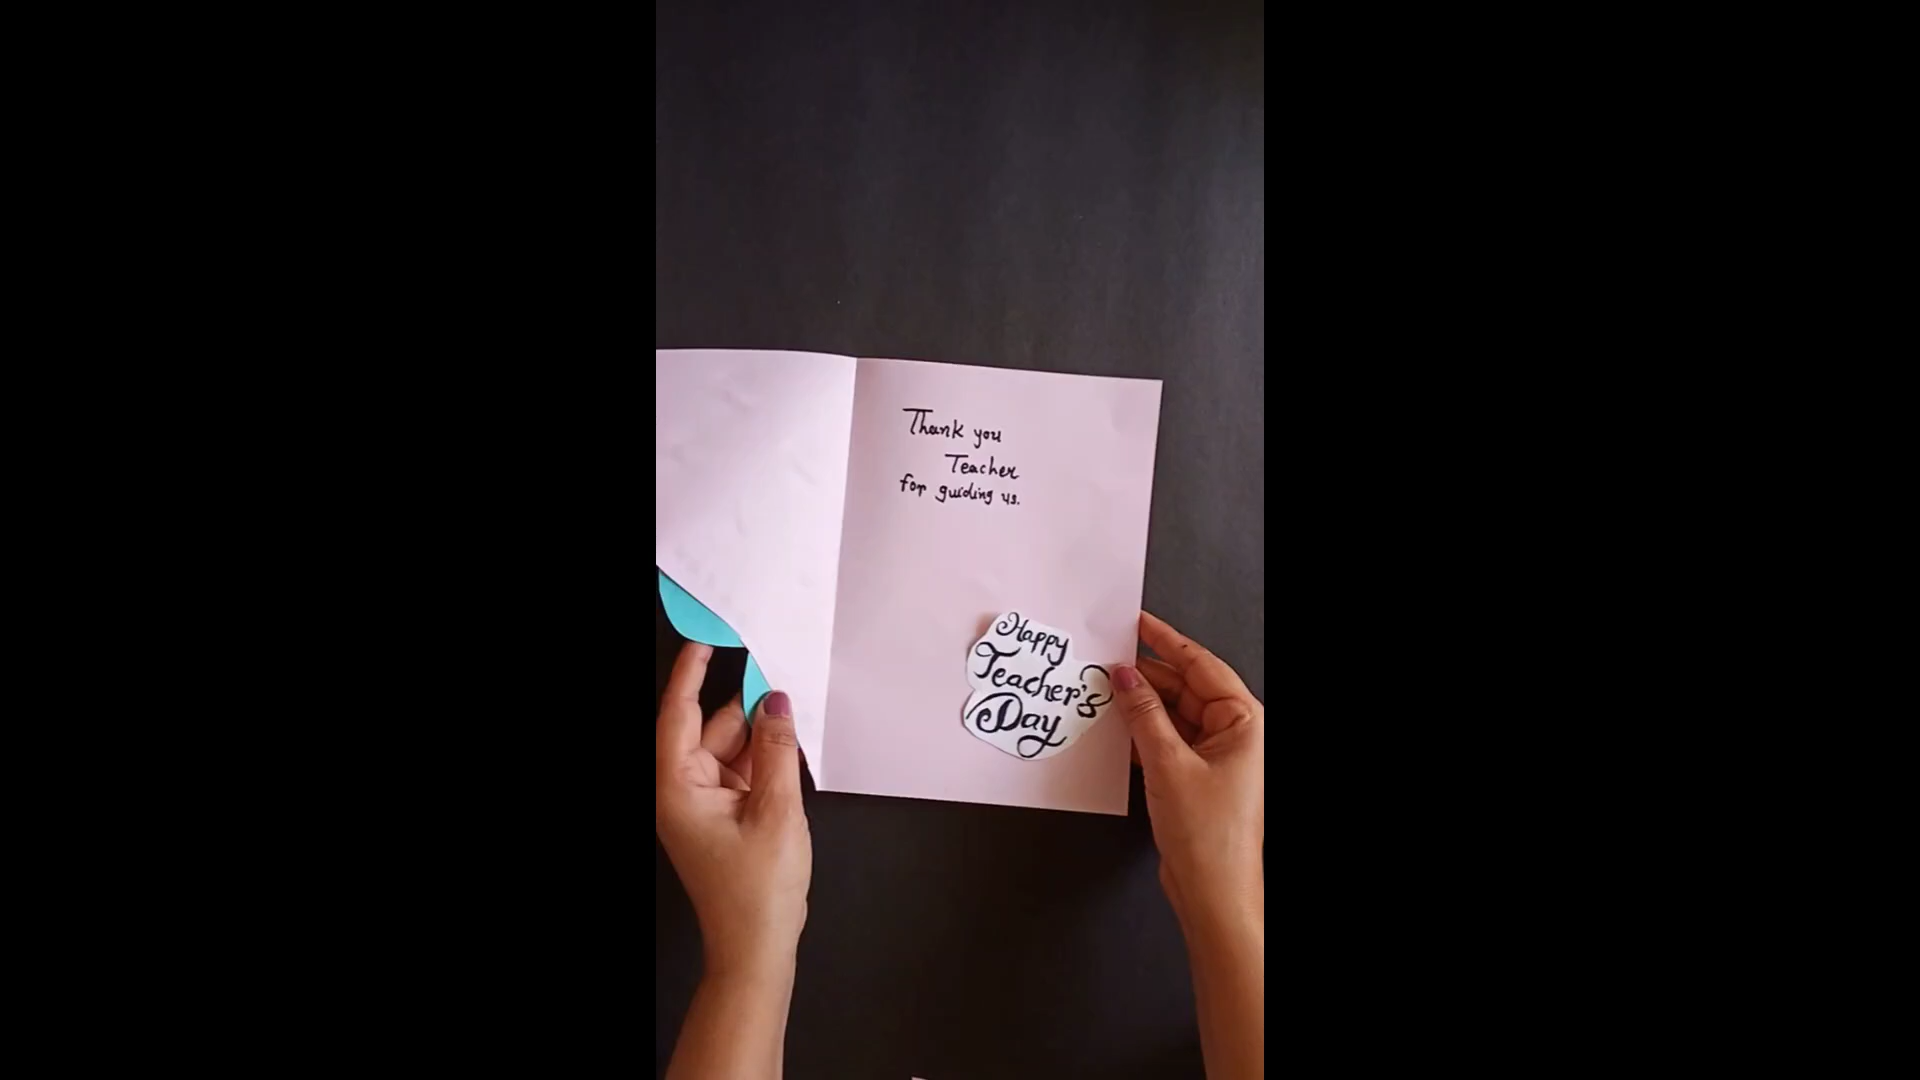 Thank you
Teacher
for guiding us.
Happy
Teacher's
Day